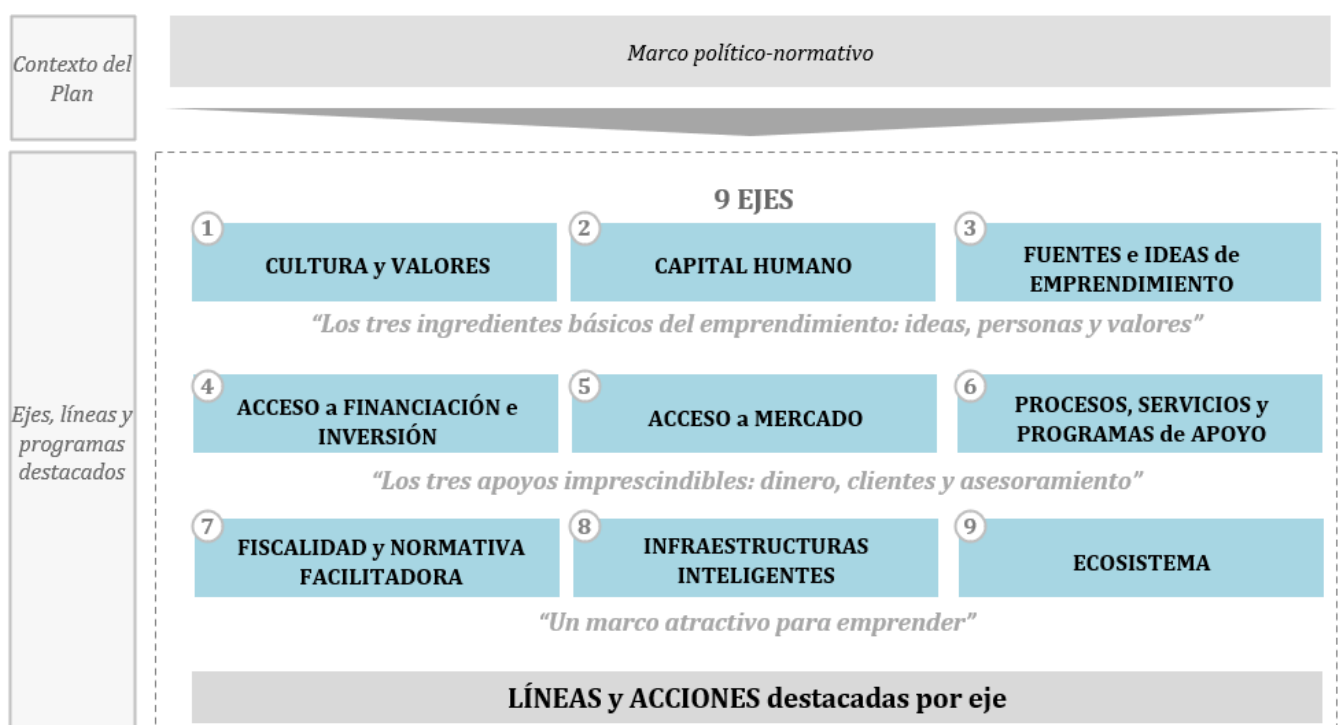 Contexto del
Plan
Marco político-normativo
Ejes, líneas y
programas
destacados
9 EJES
1
CULTURA y VALORES
2
CAPITAL HUMANO
3
FUENTES e IDEAS de
EMPRENDIMIENTO
“Los tres ingredientes básicos del emprendimiento: ideas, personas y valores”
4
ACCESO a FINANCIACIÓN e
INVERSIÓN
5
ACCESO a MERCADO
6
PROCESOS, SERVICIOS y
PROGRAMAS de APOYO
“Los tres apoyos imprescindibles: dinero, clientes y asesoramiento”
7
FISCALIDAD y NORMATIVA
FACILITADORA
8
INFRAESTRUCTURAS
INTELIGENTES
9
ECOSISTEMA
“Un marco atractivo para emprender”
LÍNEAS y ACCIONES destacadas por eje